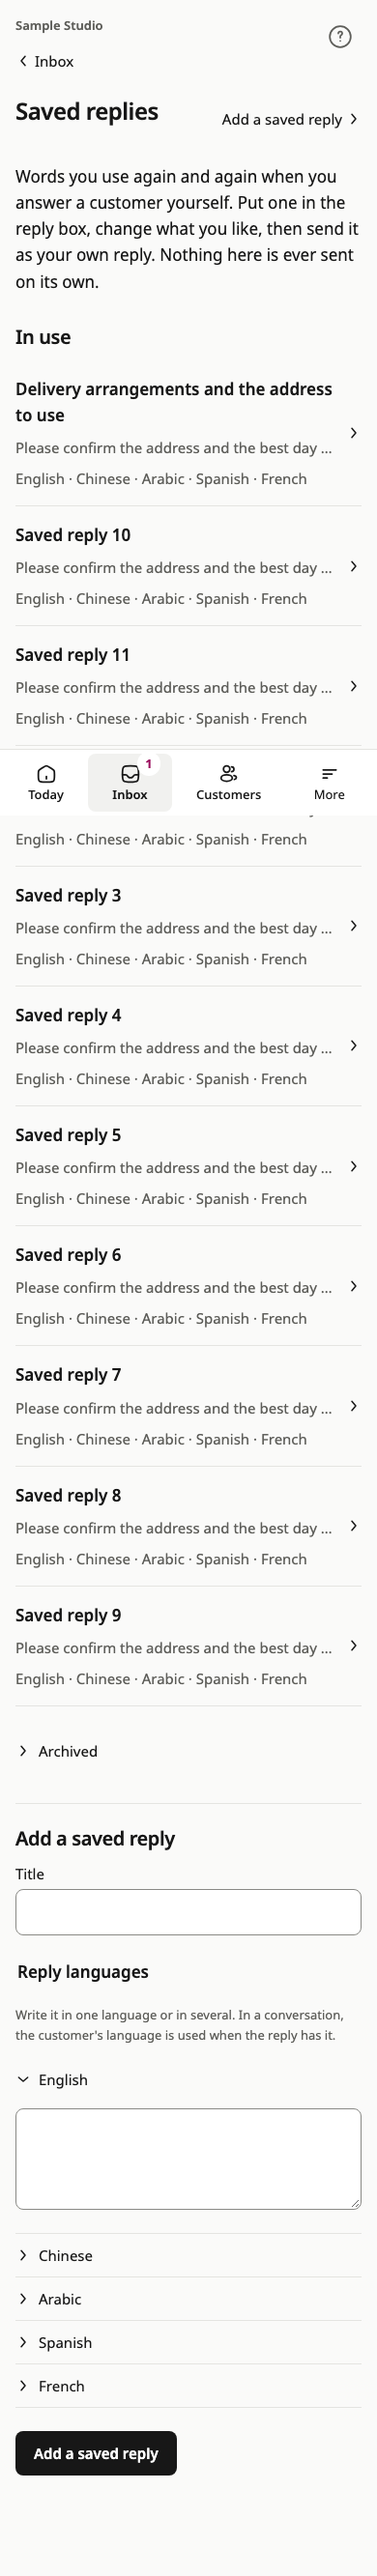 Sample Studio
Inbox
Saved replies
Add a saved reply
Words you use again and again when you
answer a customer yourself. Put one in the
reply box, change what you like, then send it
as your own reply. Nothing here is ever sent
on its own.
In use
Delivery arrangements and the address
to use
Please confirm the address and the best day ...
English · Chinese · Arabic · Spanish · French
Saved reply 10
Please confirm the address and the best day ...
English · Chinese · Arabic · Spanish · French
Saved reply 11
Please confirm the address and the best day ...
English · Chinese · Arabic · Spanish · French
1
Today
Inbox
Customers
More
English · Chinese · Arabic · Spanish · French
Saved reply 3
Please confirm the address and the best day ...
English · Chinese · Arabic · Spanish · French
Saved reply 4
Please confirm the address and the best day ...
English · Chinese · Arabic · Spanish · French
Saved reply 5
Please confirm the address and the best day ...
English · Chinese · Arabic · Spanish · French
Saved reply 6
Please confirm the address and the best day ...
English · Chinese · Arabic · Spanish · French
Saved reply 7
Please confirm the address and the best day ...
English · Chinese · Arabic · Spanish · French
Saved reply 8
Please confirm the address and the best day ...
English · Chinese · Arabic · Spanish · French
Saved reply 9
Please confirm the address and the best day ...
English · Chinese · Arabic · Spanish · French
Archived
Add a saved reply
Title
Reply languages
Write it in one language or in several. In a conversation,
the customer's language is used when the reply has it.
English
Chinese
Arabic
Spanish
French
Add a saved reply